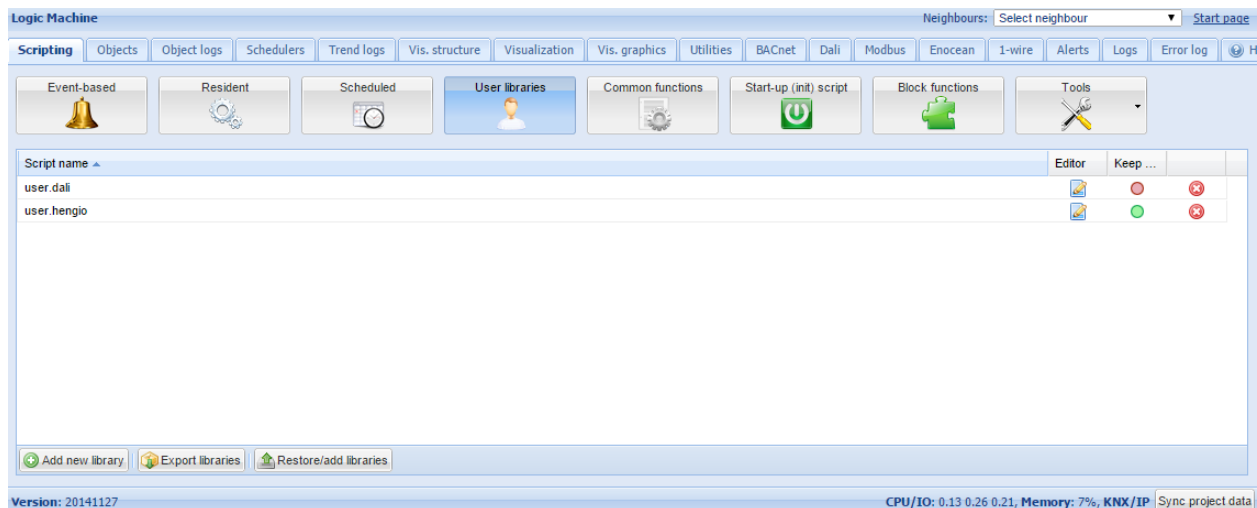 Logic Machine Neighbours: Select neighbour Start page
Scripting Objects Object logs Schedulers Trend logs Vis. structure Visualization Vis. graphics Utilities BACnet Dali Modbus Enocean 1-wire Alerts Logs Error log H
Event-based Resident Scheduled User libraries Common functions Start-up (init) script Block functions Tools
Script name Editor Keep ...
user.dali
user.hengio
Add new library Export libraries Restore/add libraries
Version: 20141127 CPU/IO: 0.13 0.26 0.21, Memory: 7%, KNX/IP Sync project data